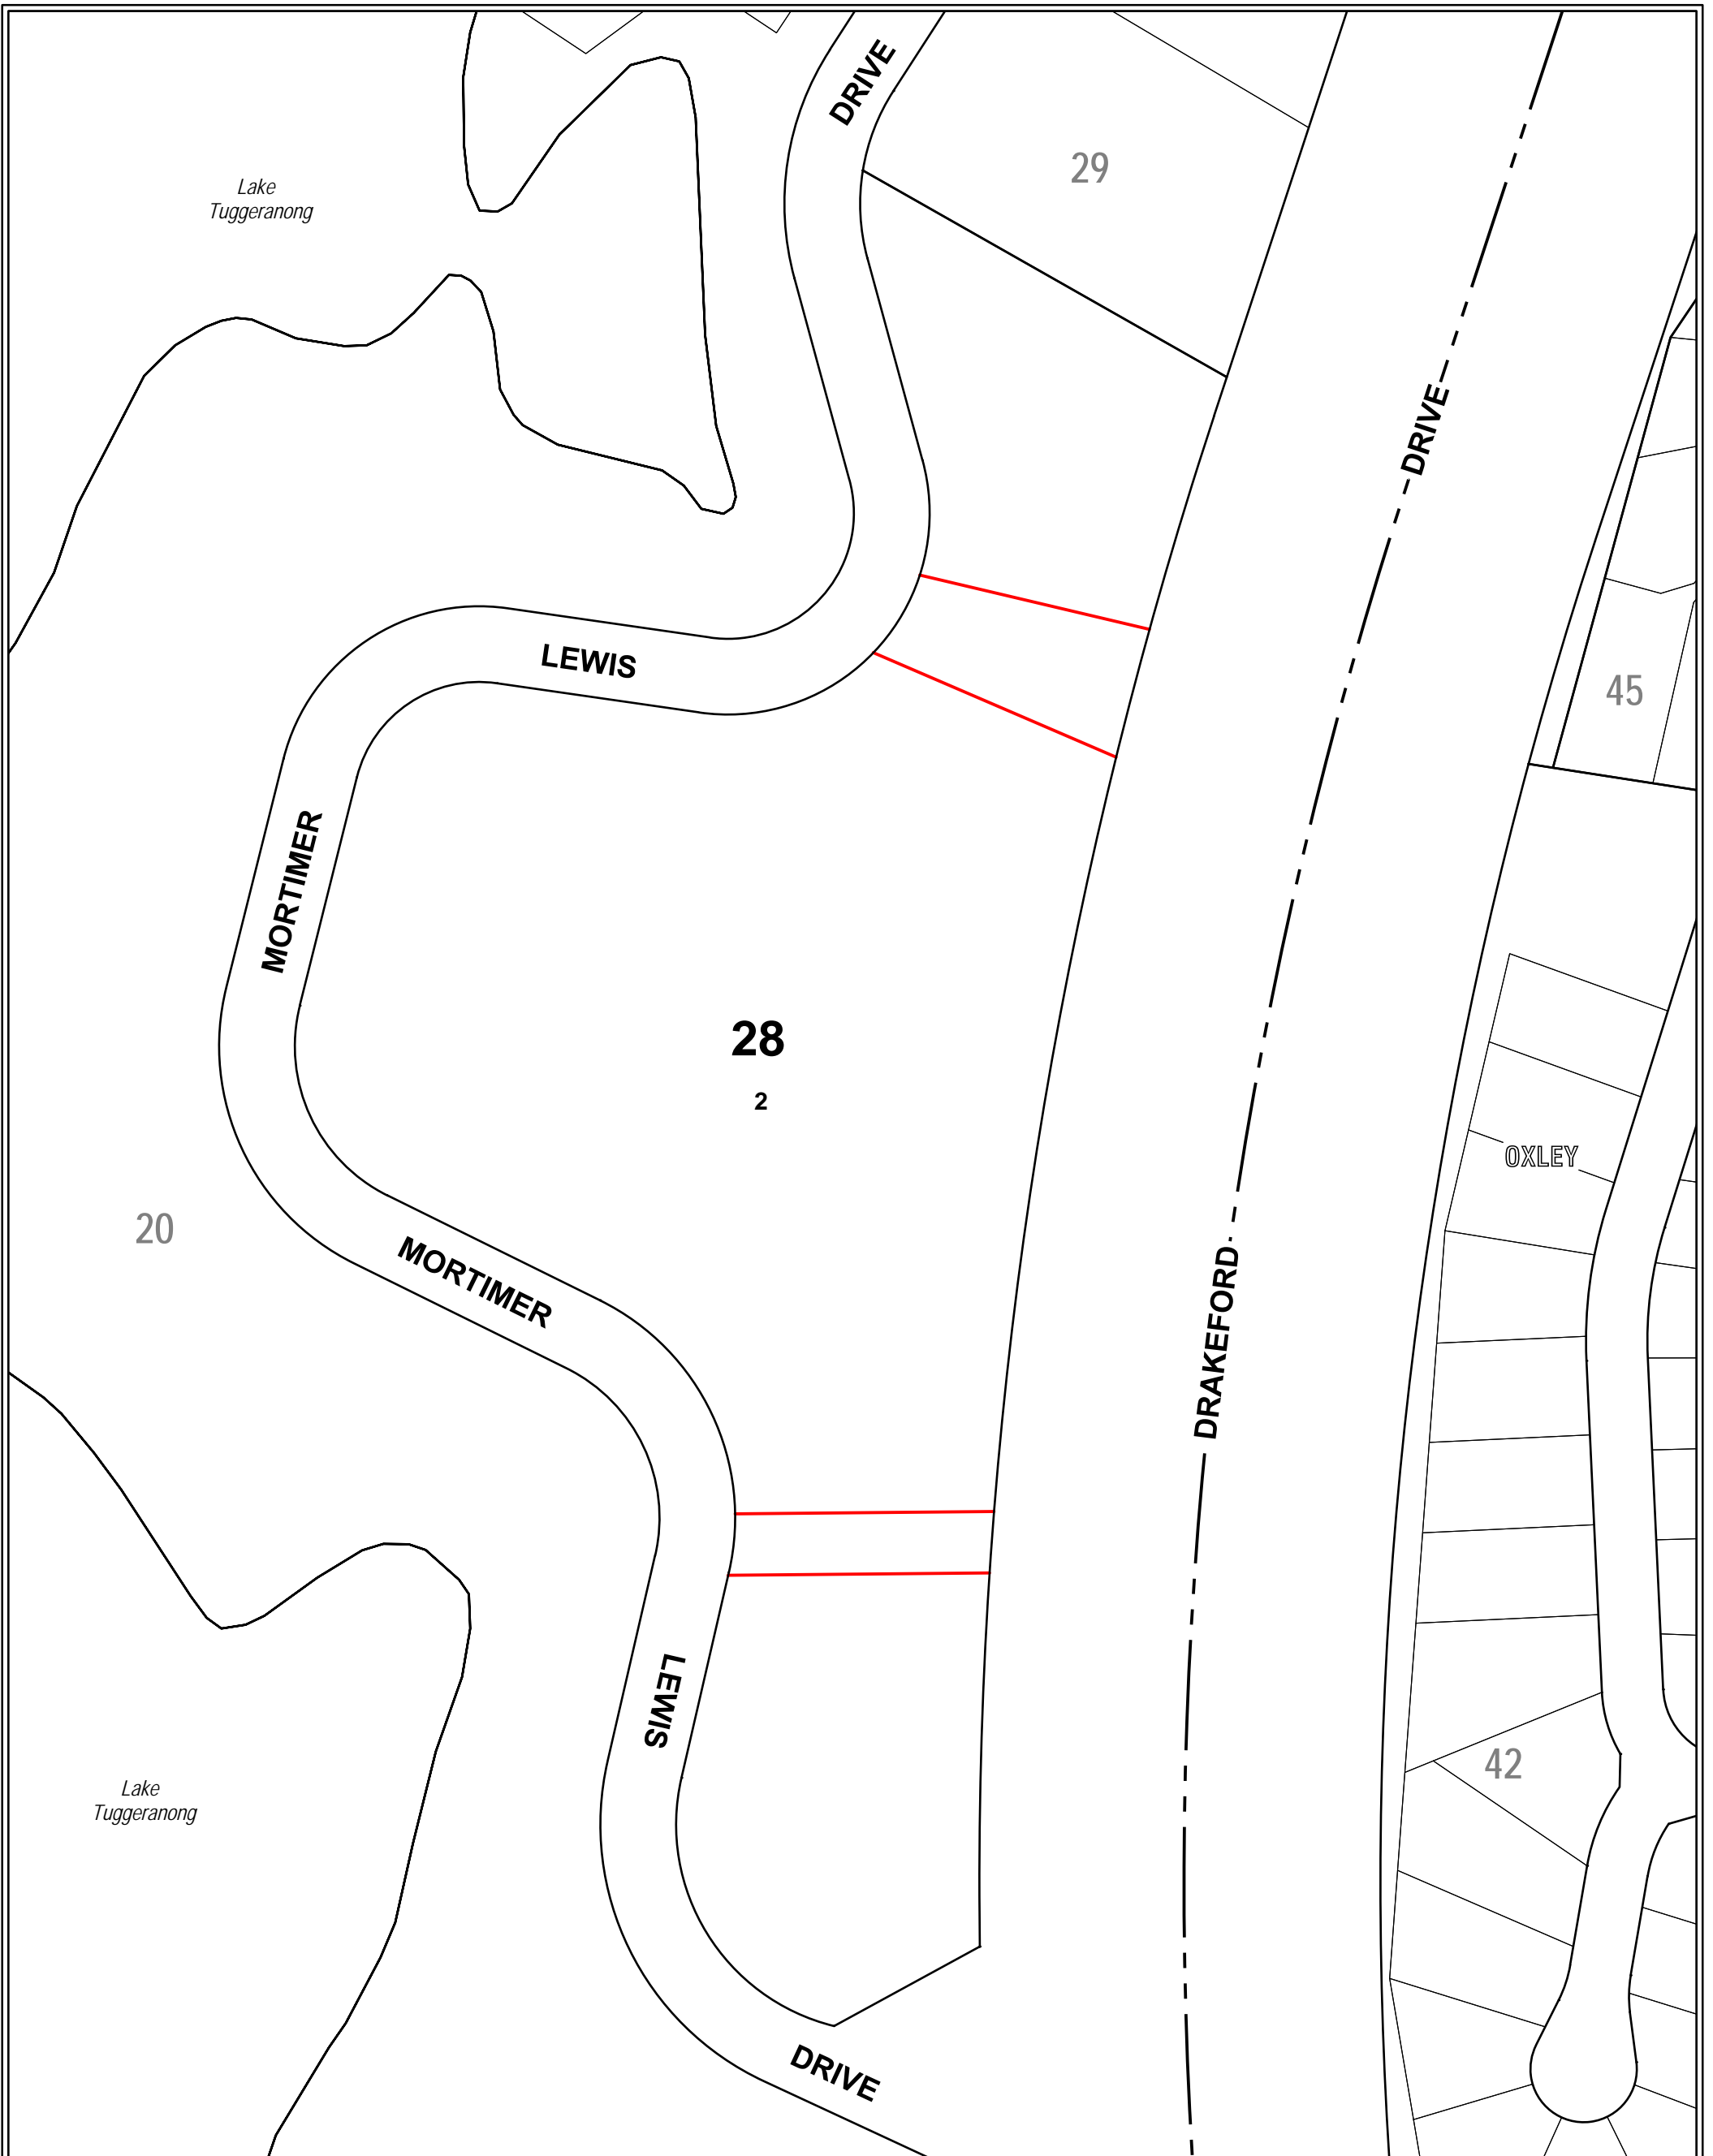 DRIVE
29
Lake
Tuggeranong
DRIVE
LEWIS
45
MORTIMER
28
2
OXLEY
20
MORTIMER
DRAKEFORD
LEWIS
42
Lake
Tuggeranong
DRIVE